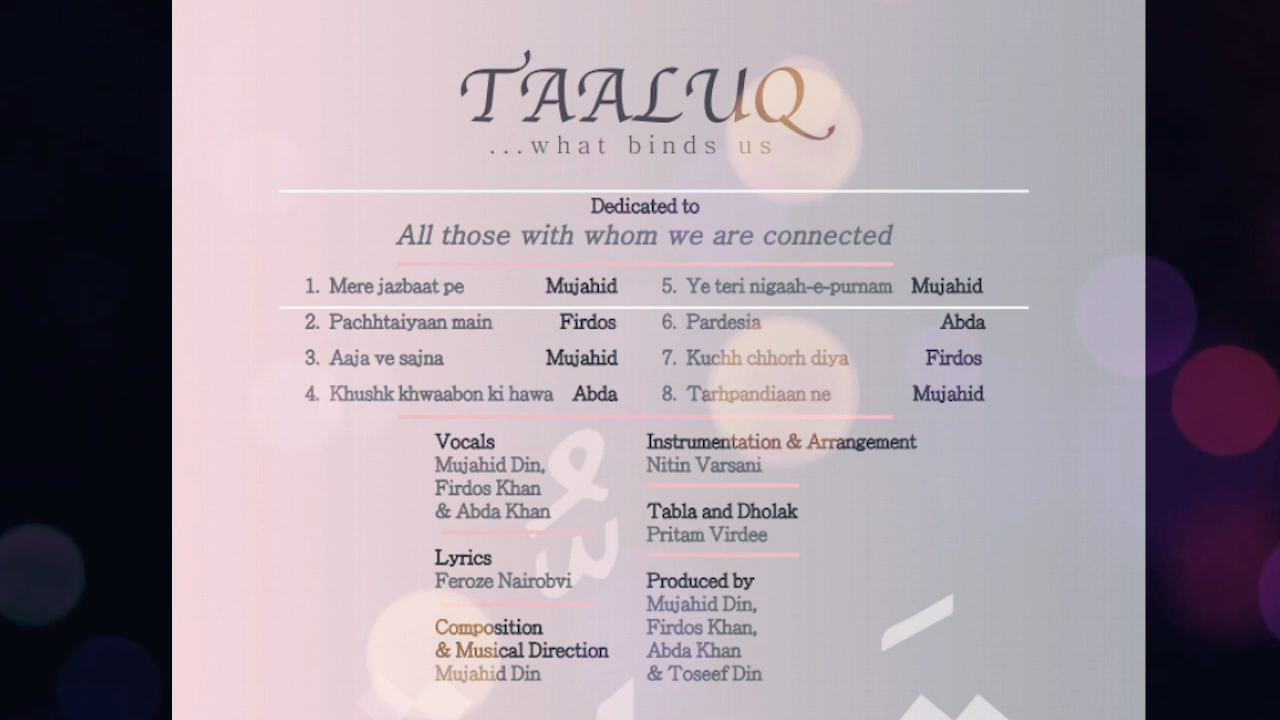 TAALUQ
...what binds us
Dedicated to
All those with whom we are connected
1. Mere jazbaat pe Mujahid
2. Pachhtaiyaan main Firdos
3. Aaja ve sajna Mujahid
4. Khushk khwaabon ki hawa Abda
5. Ye teri nigaah-e-purnam Mujahid
6. Pardesia Abda
7. Kuchh chhorh diya Firdos
8. Tarhpandiaan ne Mujahid
Vocals
Mujahid Din,
Firdos Khan
& Abda Khan
Lyrics
Feroze Nairobvi
Composition
& Musical Direction
Mujahid Din
Instrumentation & Arrangement
Nitin Varsani
Tabla and Dholak
Pritam Virdee
Produced by
Mujahid Din,
Firdos Khan,
Abda Khan
& Toseef Din